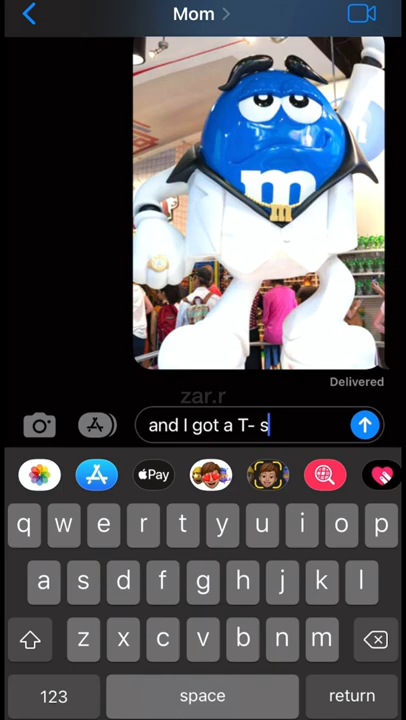 Mom
m
m
Delivered
zar.r
and I got a T- s
Pay
q w e r t y u i o p
a s d f g h j k l
z x c v b n m
123 space return